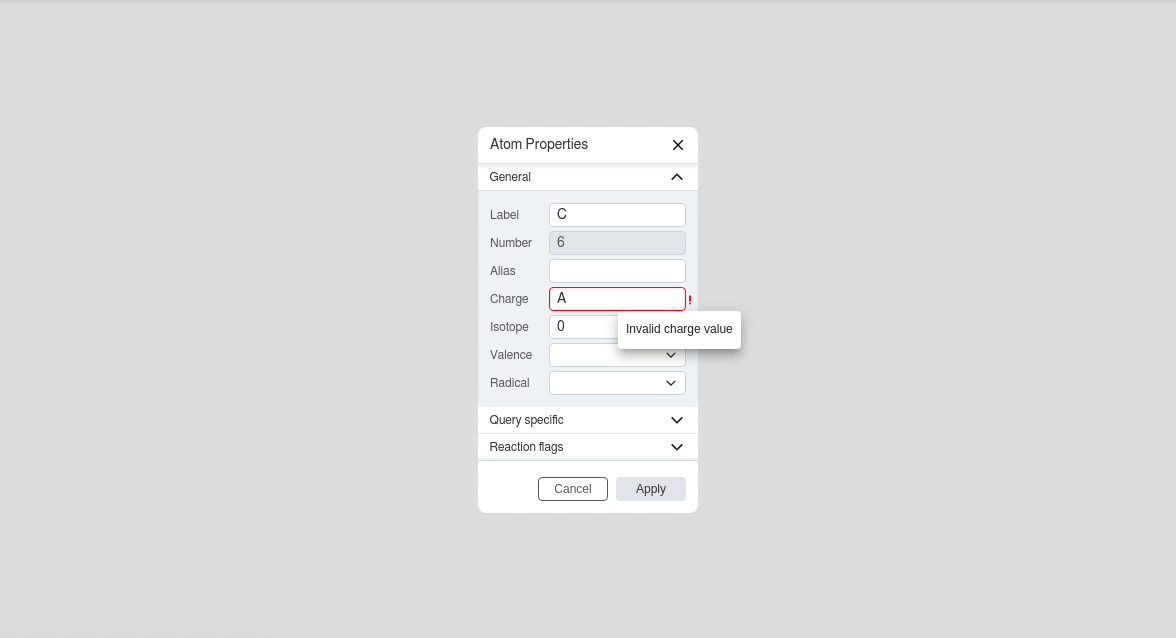 Atom Properties
General
Label C
Number 6
Alias
Charge A !
Isotope 0
Invalid charge value
Valence
Radical
Query specific
Reaction flags
Cancel Apply